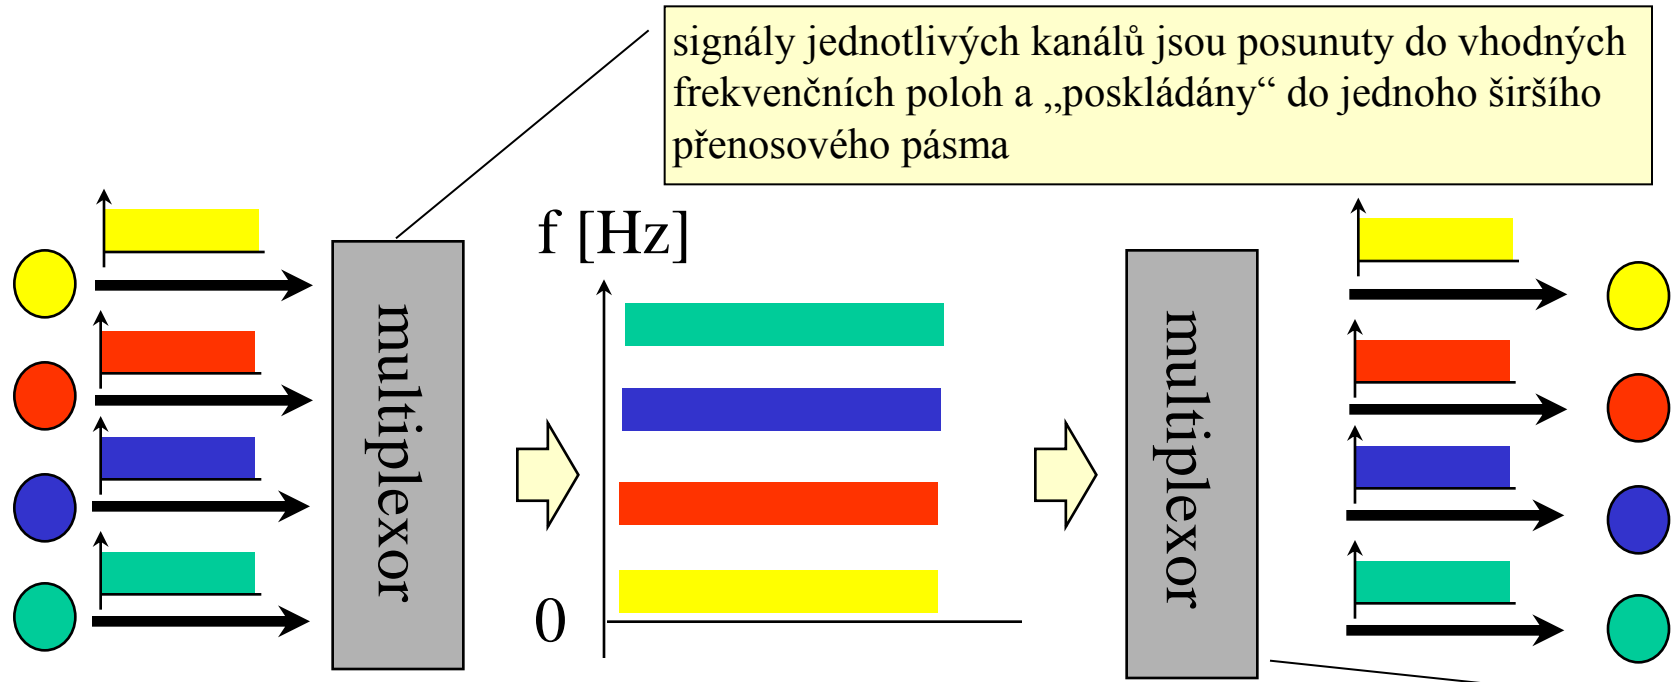 signály jednotlivých kanálů jsou posunuty do vhodných
frekvenčních poloh a „poskládány“ do jednoho širšího
přenosového pásma
f [Hz]
multiplexor
multiplexor
0